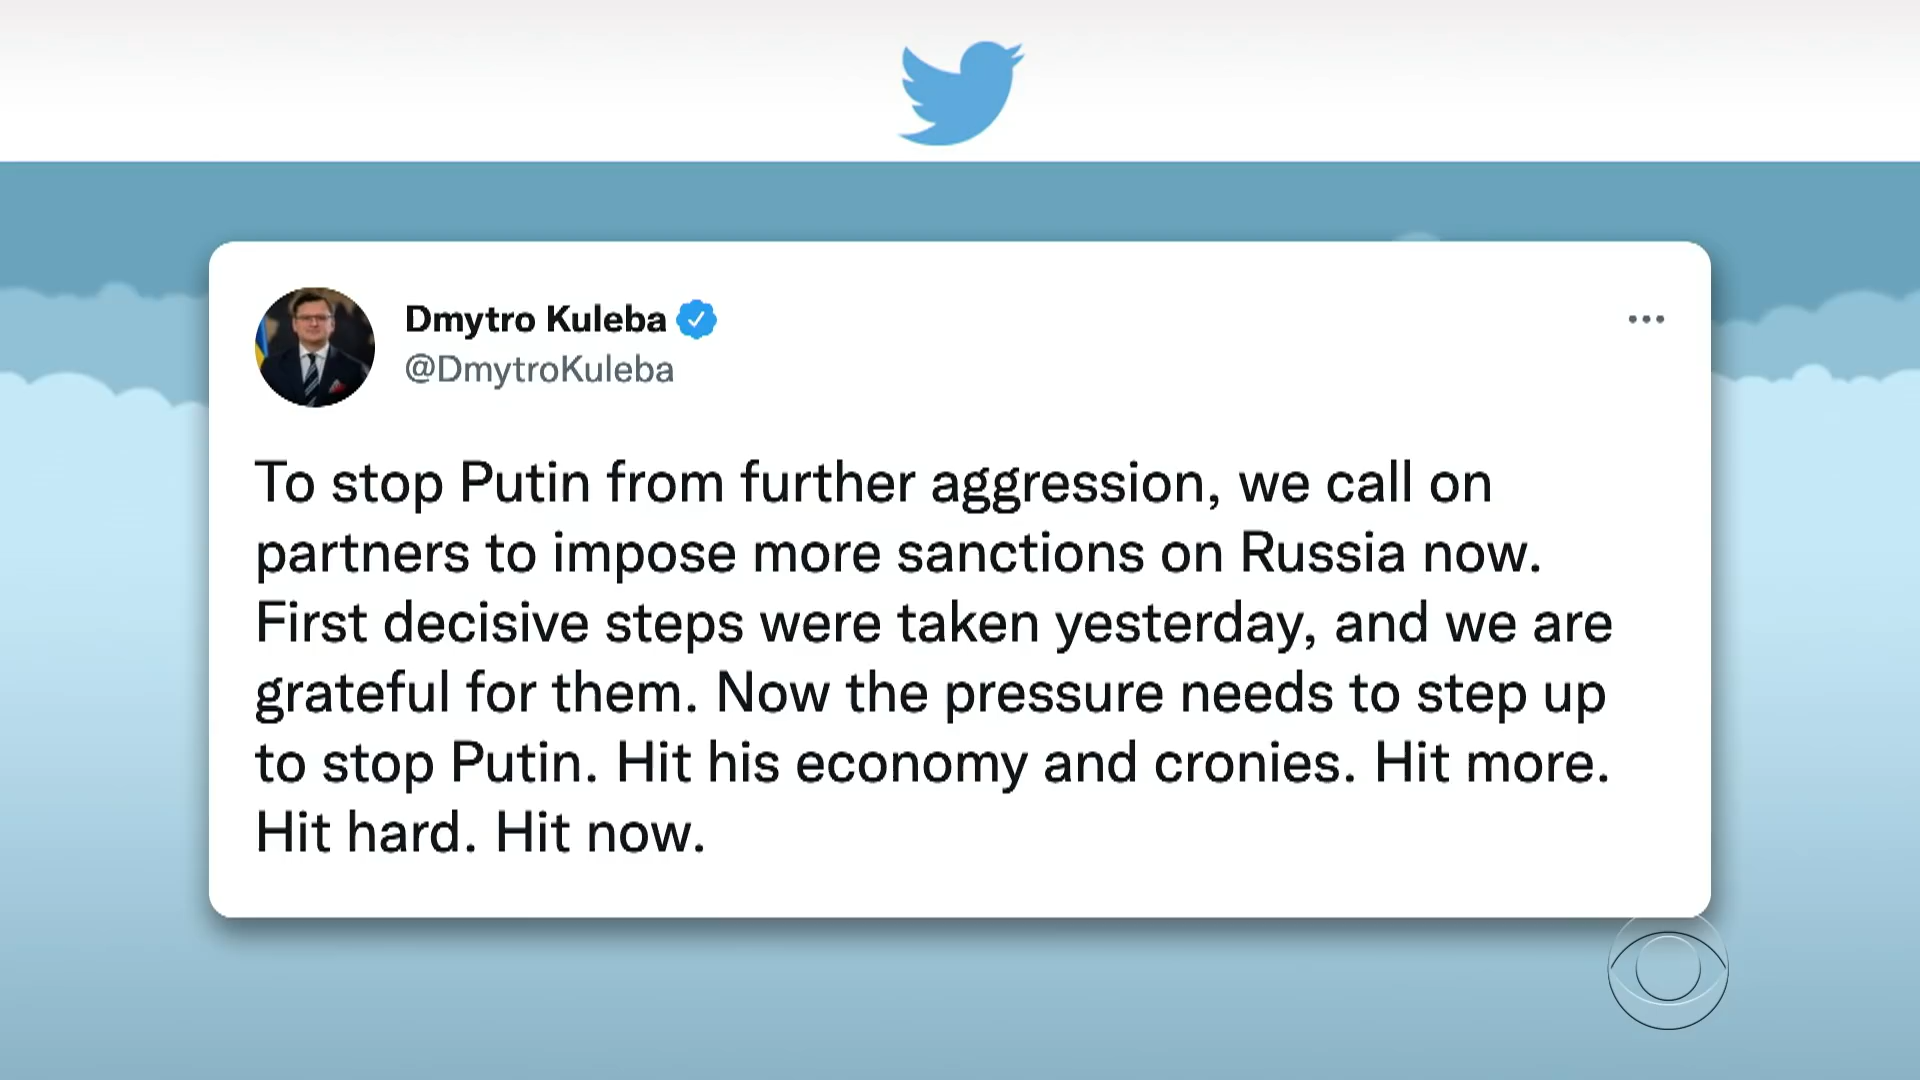 Dmytro Kuleba
@DmytroKuleba
To stop Putin from further aggression, we call on
partners to impose more sanctions on Russia now.
First decisive steps were taken yesterday, and we are
grateful for them. Now the pressure needs to step up
to stop Putin. Hit his economy and cronies. Hit more.
Hit hard. Hit now.